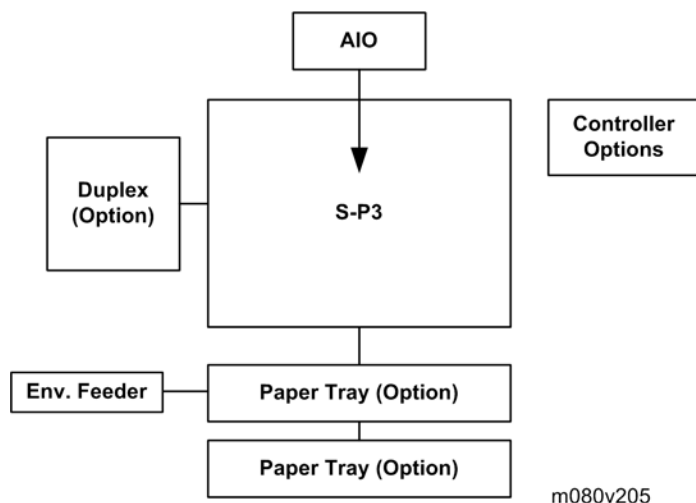 AIO
Controller
Options
Duplex
(Option)
S-P3
Env. Feeder
Paper Tray (Option)
Paper Tray (Option)
m080v205